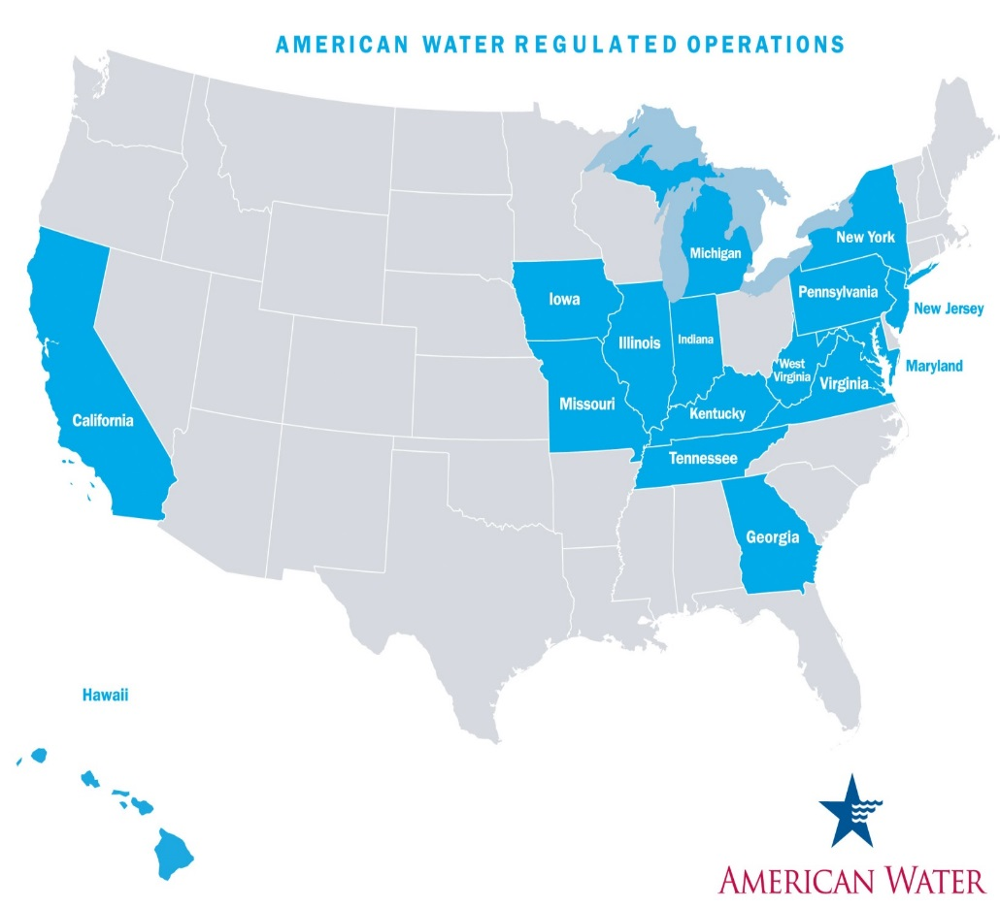 AMERICAN WATER REGULATED OPERATIONS
New York
Michigan
Pennsylvania
Iowa
New Jersey
Illinois
Indiana
West
Virginia
Maryland
Virginia
Missouri
Kentucky
California
Tennessee
Georgia
Hawaii
AMERICAN WATER